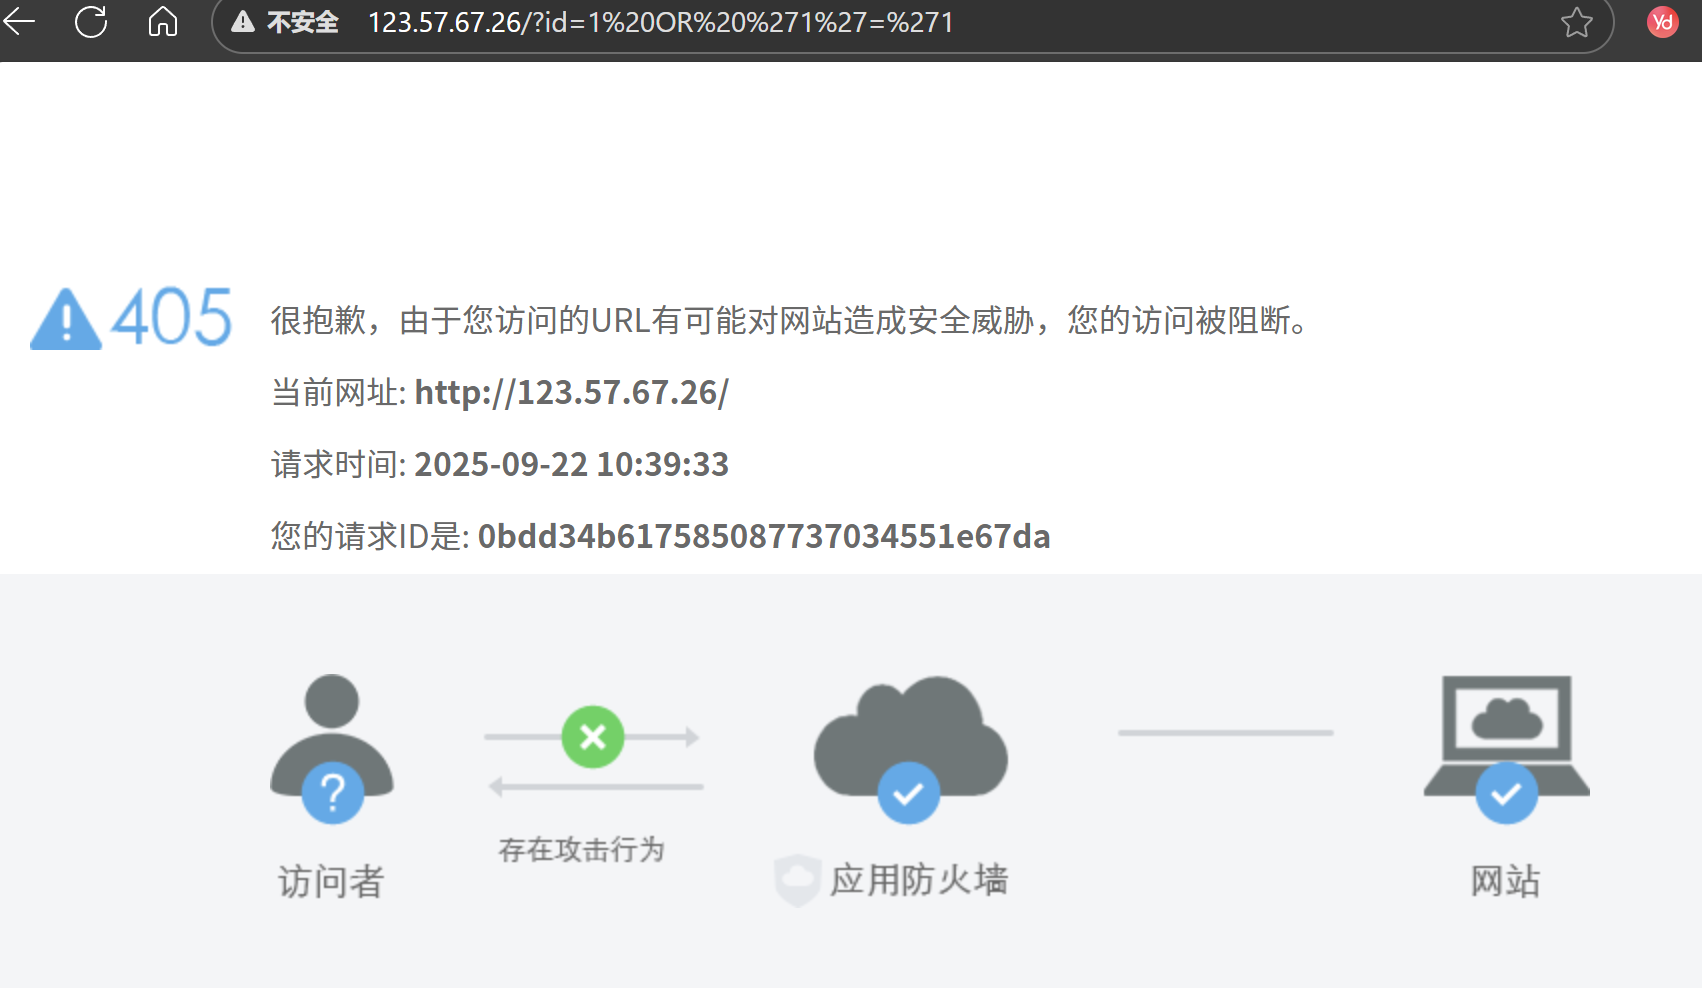 不安全 123.57.67.26/?id=1%20OR%20%271%27=%271
yd
405
很抱歉，由于您访问的URL有可能对网站造成安全威胁，您的访问被阻断。
当前网址: http://123.57.67.26/
请求时间: 2025-09-22 10:39:33
您的请求ID是: 0bdd34b617585087737034551e67da
存在攻击行为
访问者
应用防火墙
网站